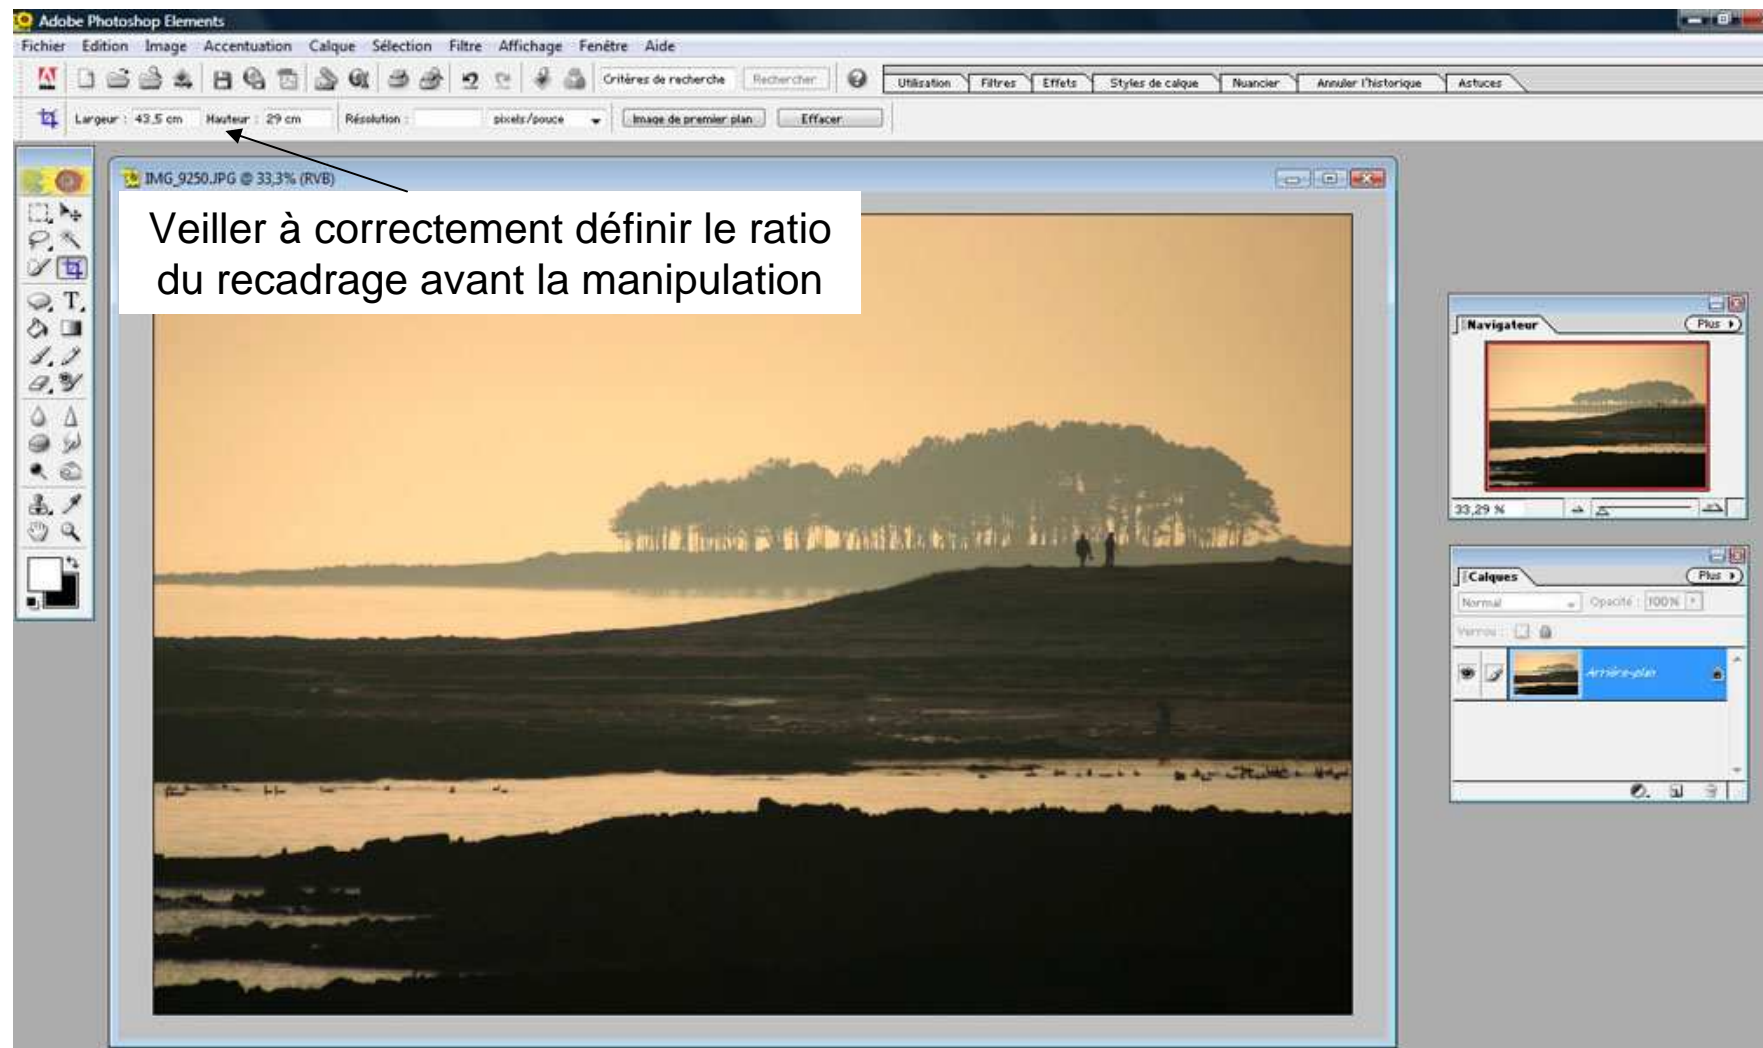 Adobe Photoshop Elements
Fichier Edition Image Accentuation Calque Sélection Filtre Affichage Fenêtre Aide
Critères de recherche Rechercher Utilisation Filtres Effets Styles de calque Nuancier Annuler l'historique Astuces
Largeur : 43.5 cm Hauteur : 29 cm Résolution : pixels/pouce Image de premier plan Effacer
IMG_9250.JPG @ 33,3% (RVB)
Veiller à correctement définir le ratio
du recadrage avant la manipulation
Navigateur Plus
33,29 %
Calques Plus
Normal Opacité : 100%
Verrou :
Arrière-plan